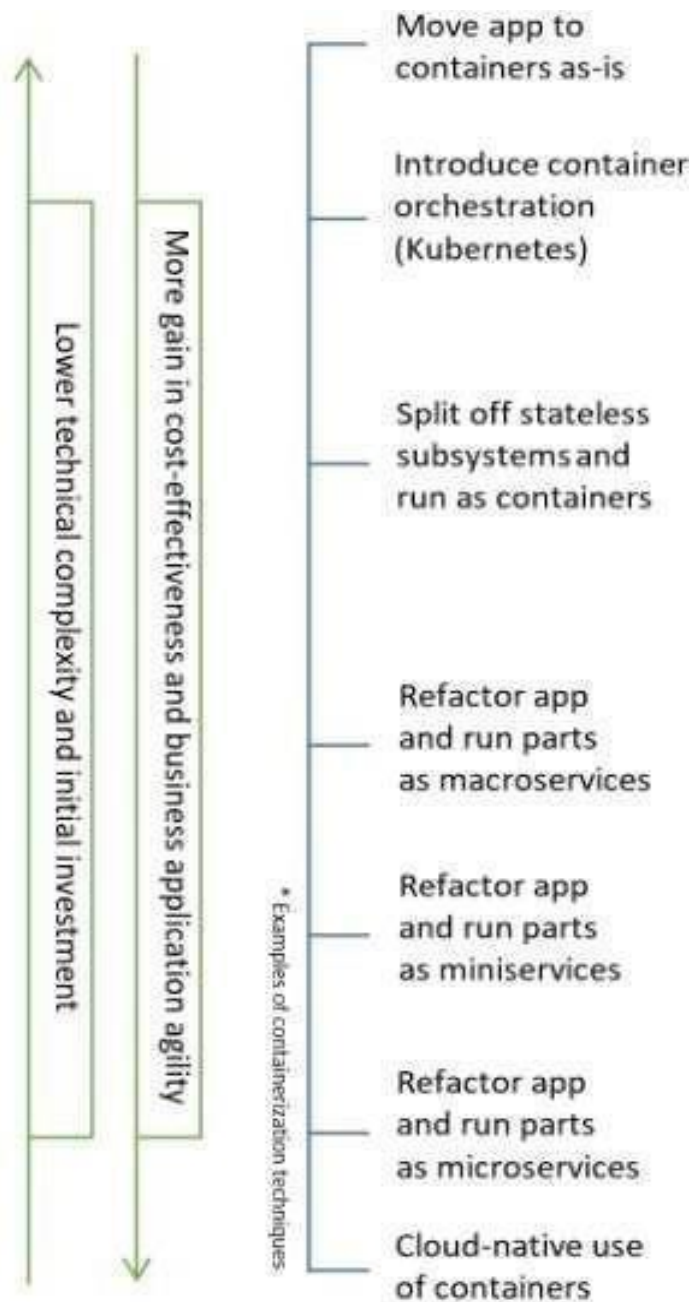 Lower technical complexity and initial investment
More gain in cost-effectiveness and business application agility
* Examples of containerization techniques
Move app to
containers as-is
Introduce container
orchestration
(Kubernetes)
Split off stateless
subsystems and
run as containers
Refactor app
and run parts
as macroservices
Refactor app
and run parts
as miniservices
Refactor app
and run parts
as microservices
Cloud-native use
of containers